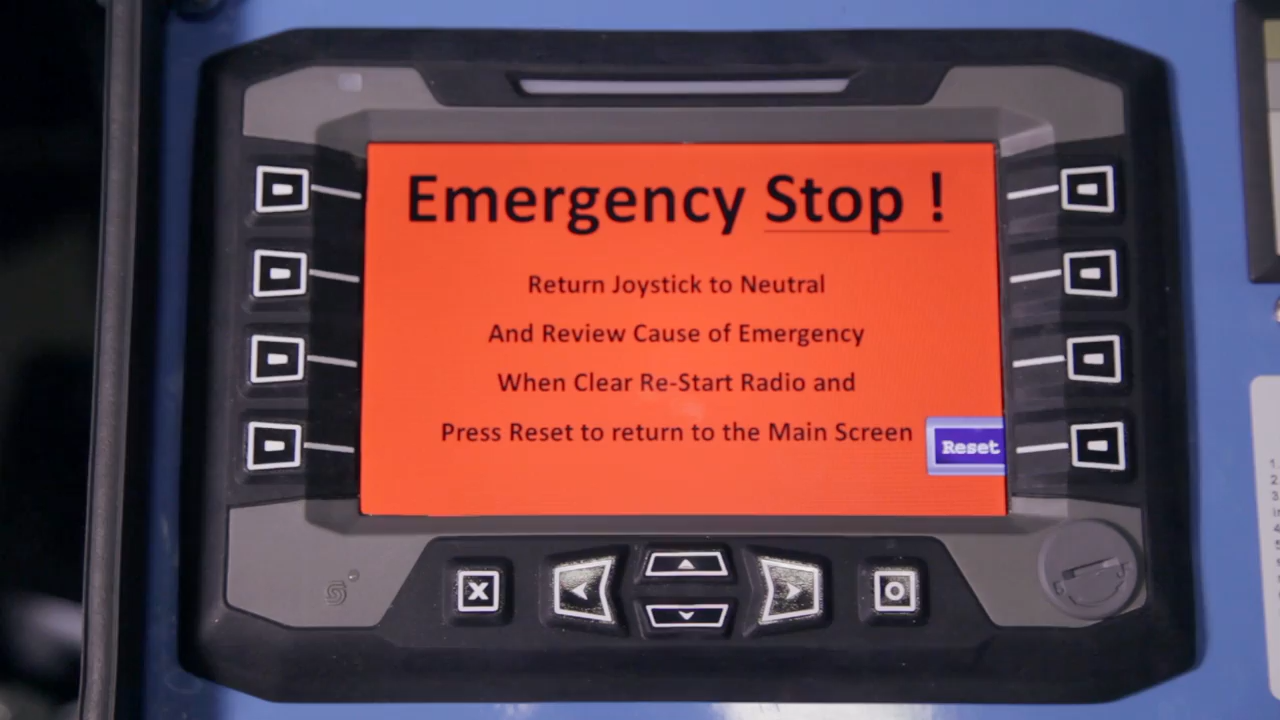 Emergency Stop !
Return Joystick to Neutral
And Review Cause of Emergency
When Clear Re-Start Radio and
Press Reset to return to the Main Screen
Reset
X
O